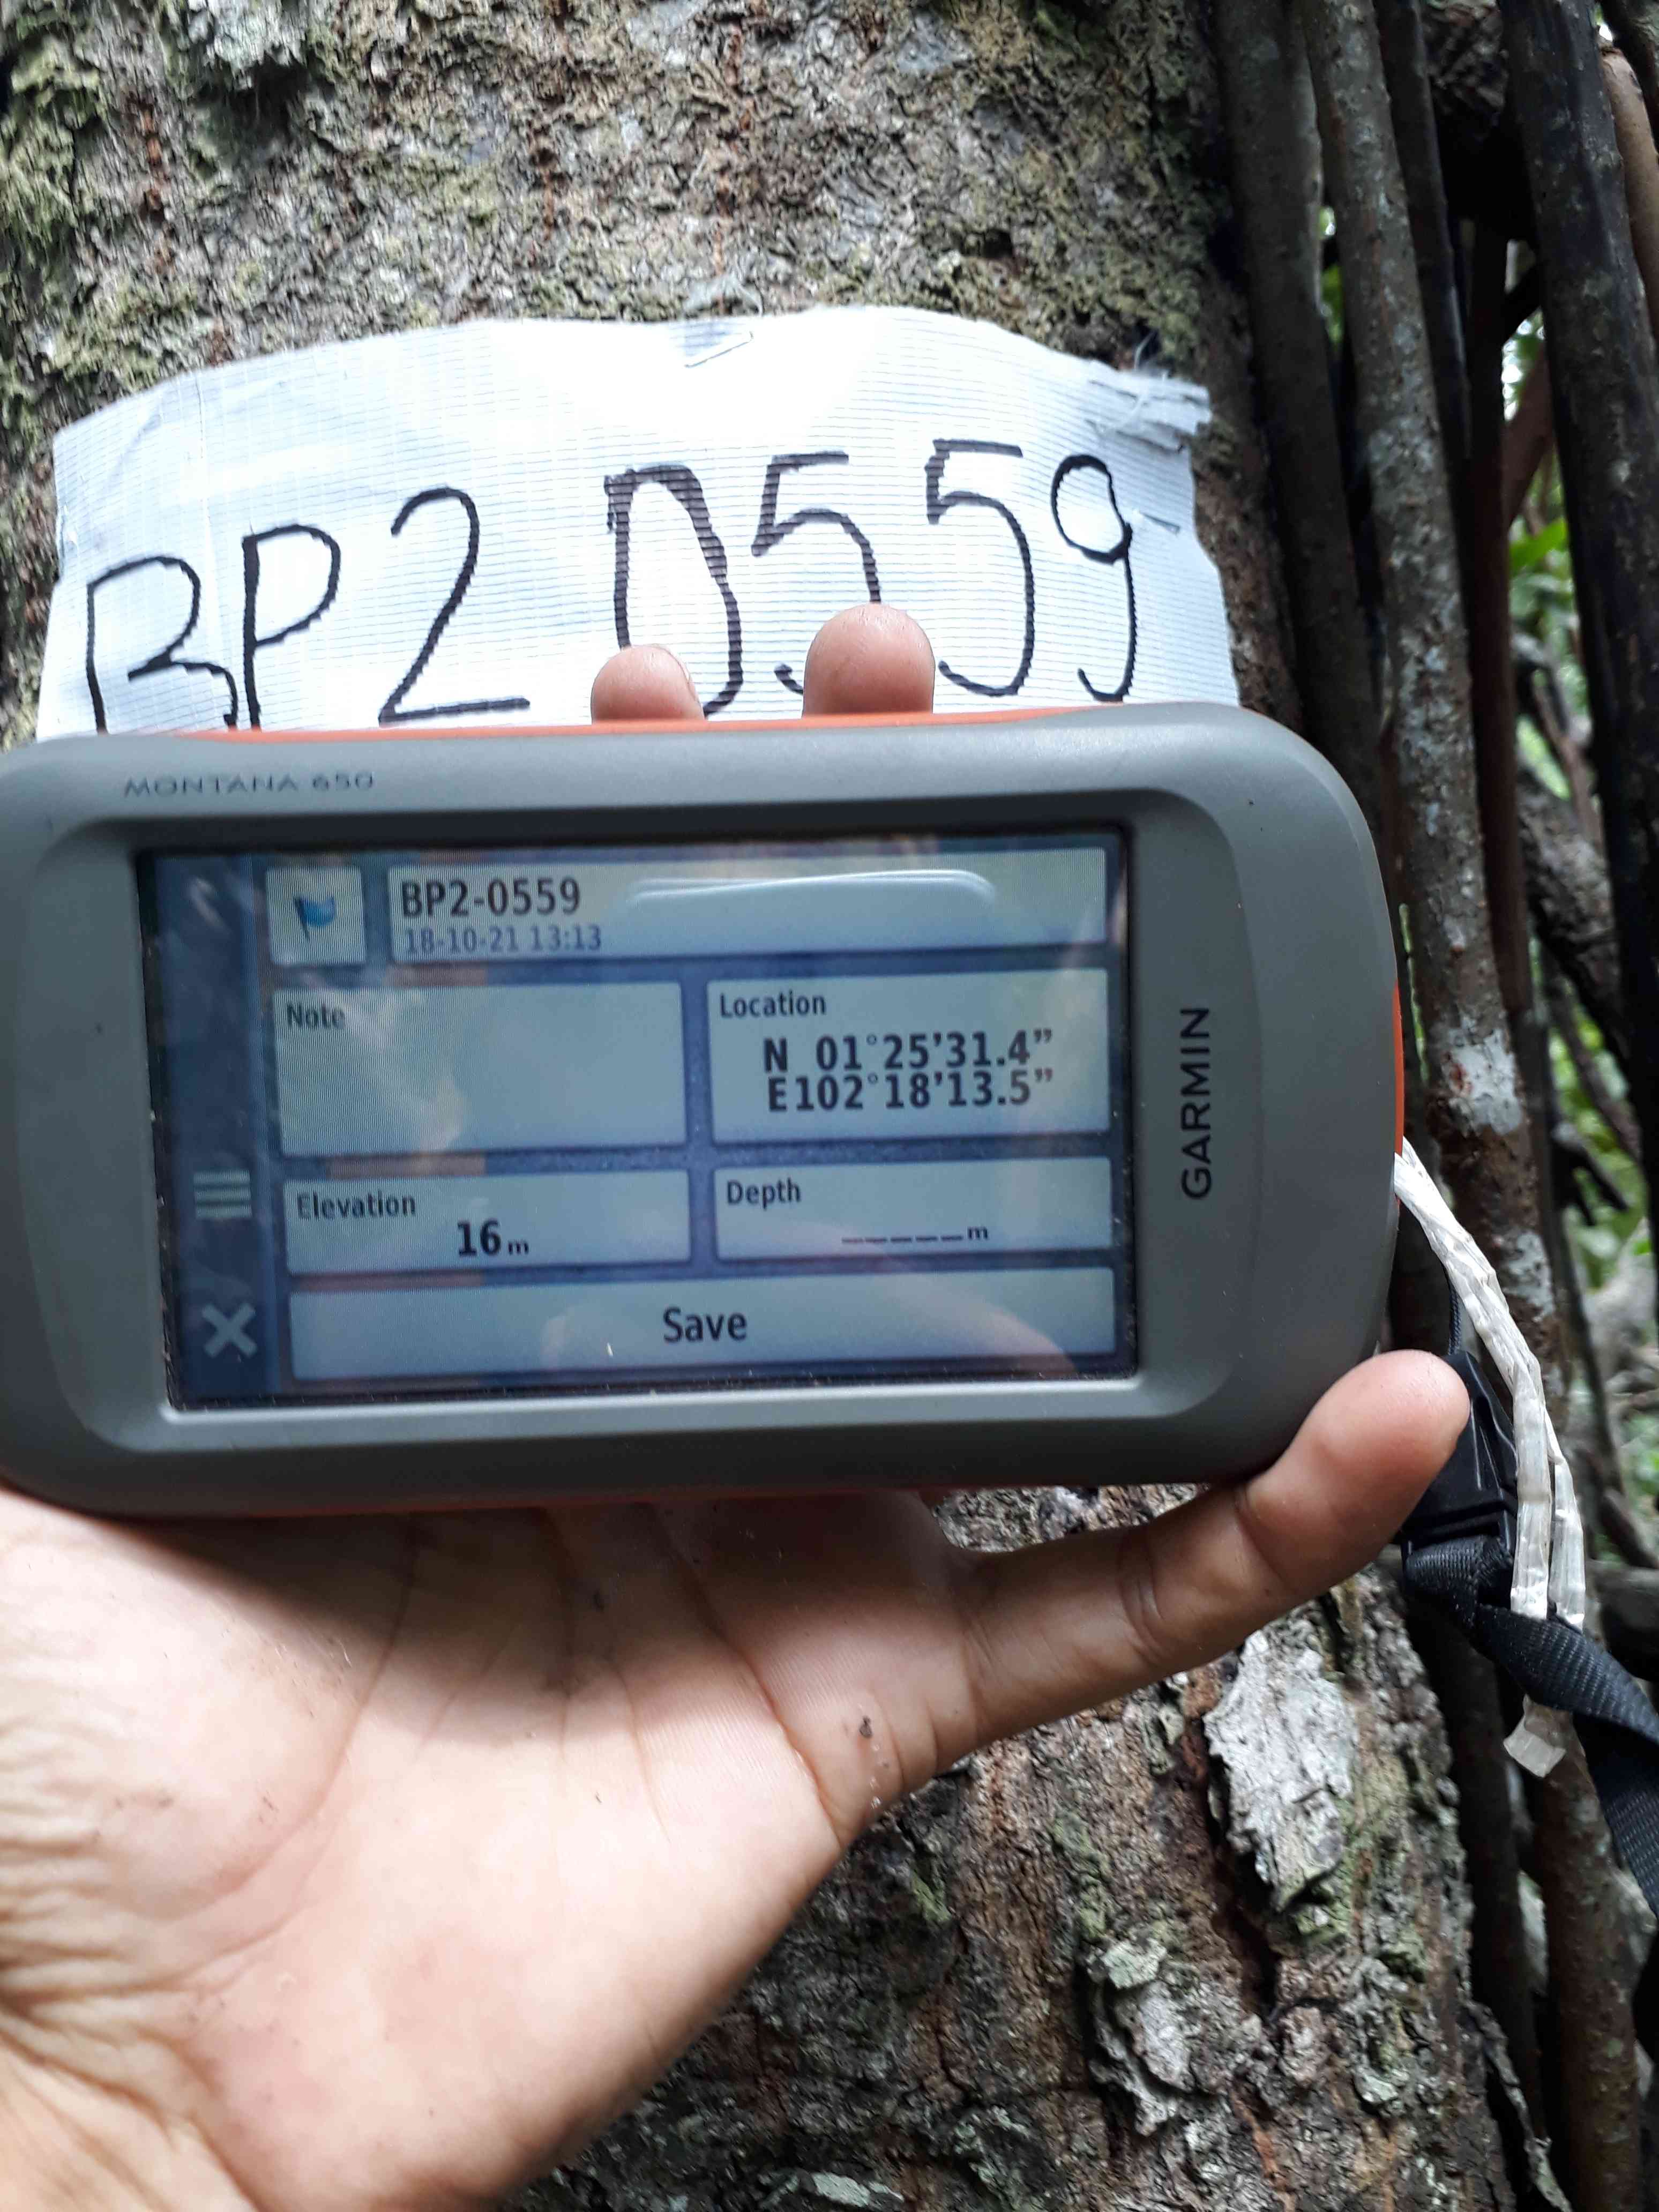 BP2 0559
MONTANA 650
BP2-0559
18-10-21 13:13
Note
Location
N 01°25'31.4"
E102°18'13.5"
Elevation
16m
Depth
_____m
Save
GARMIN